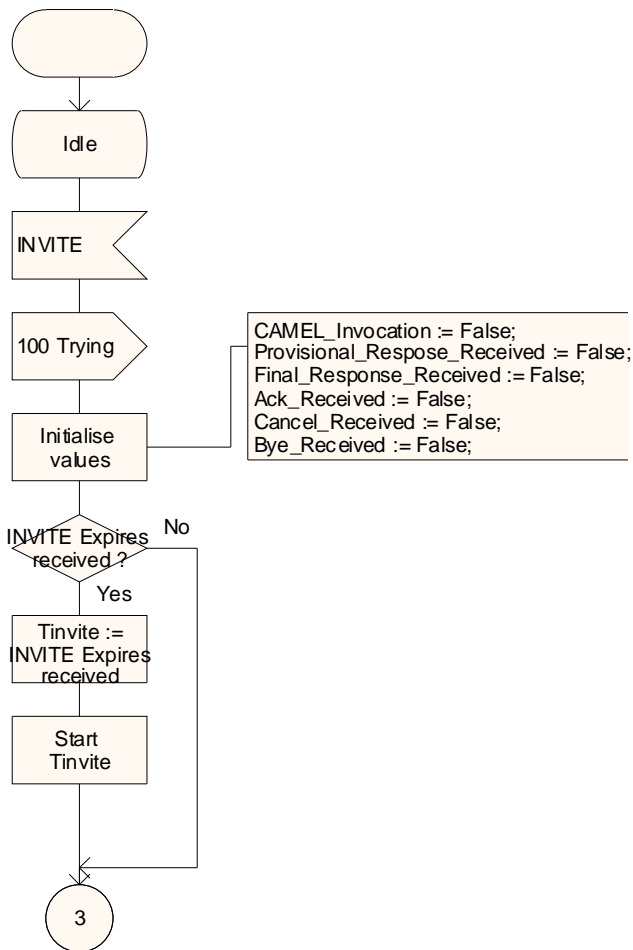 Idle
INVITE
100 Trying
CAMEL_Invocation := False;
Provisional_Respose_Received := False;
Final_Response_Received := False;
Ack_Received := False;
Cancel_Received := False;
Bye_Received := False;
Initialise
values
INVITE Expires
received ?
No
Yes
Tinvite :=
INVITE Expires
received
Start
Tinvite
3